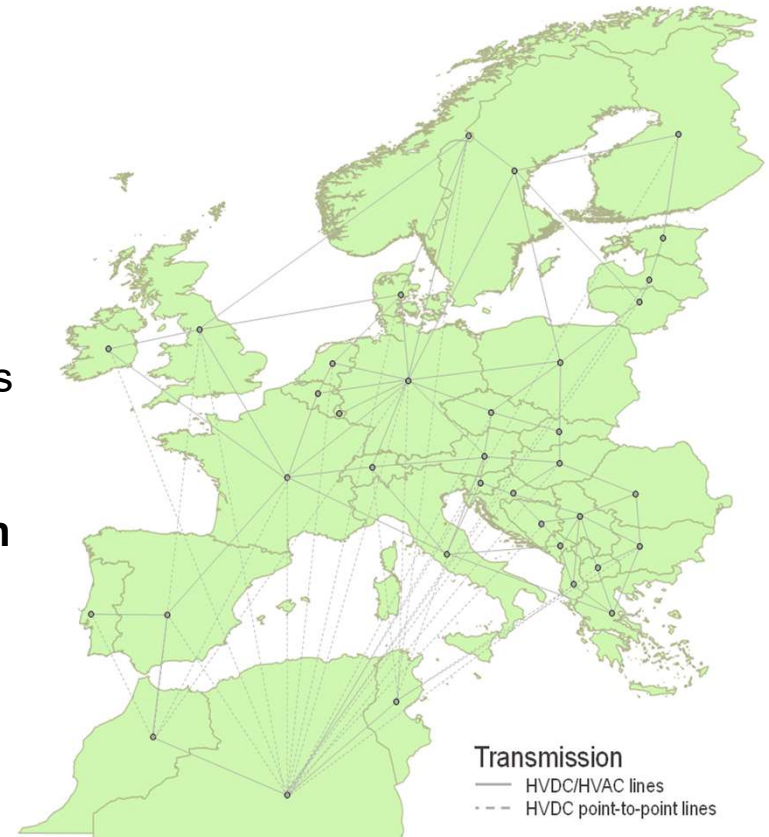 s
n
Transmission
HVDC/HVAC lines
HVDC point-to-point lines